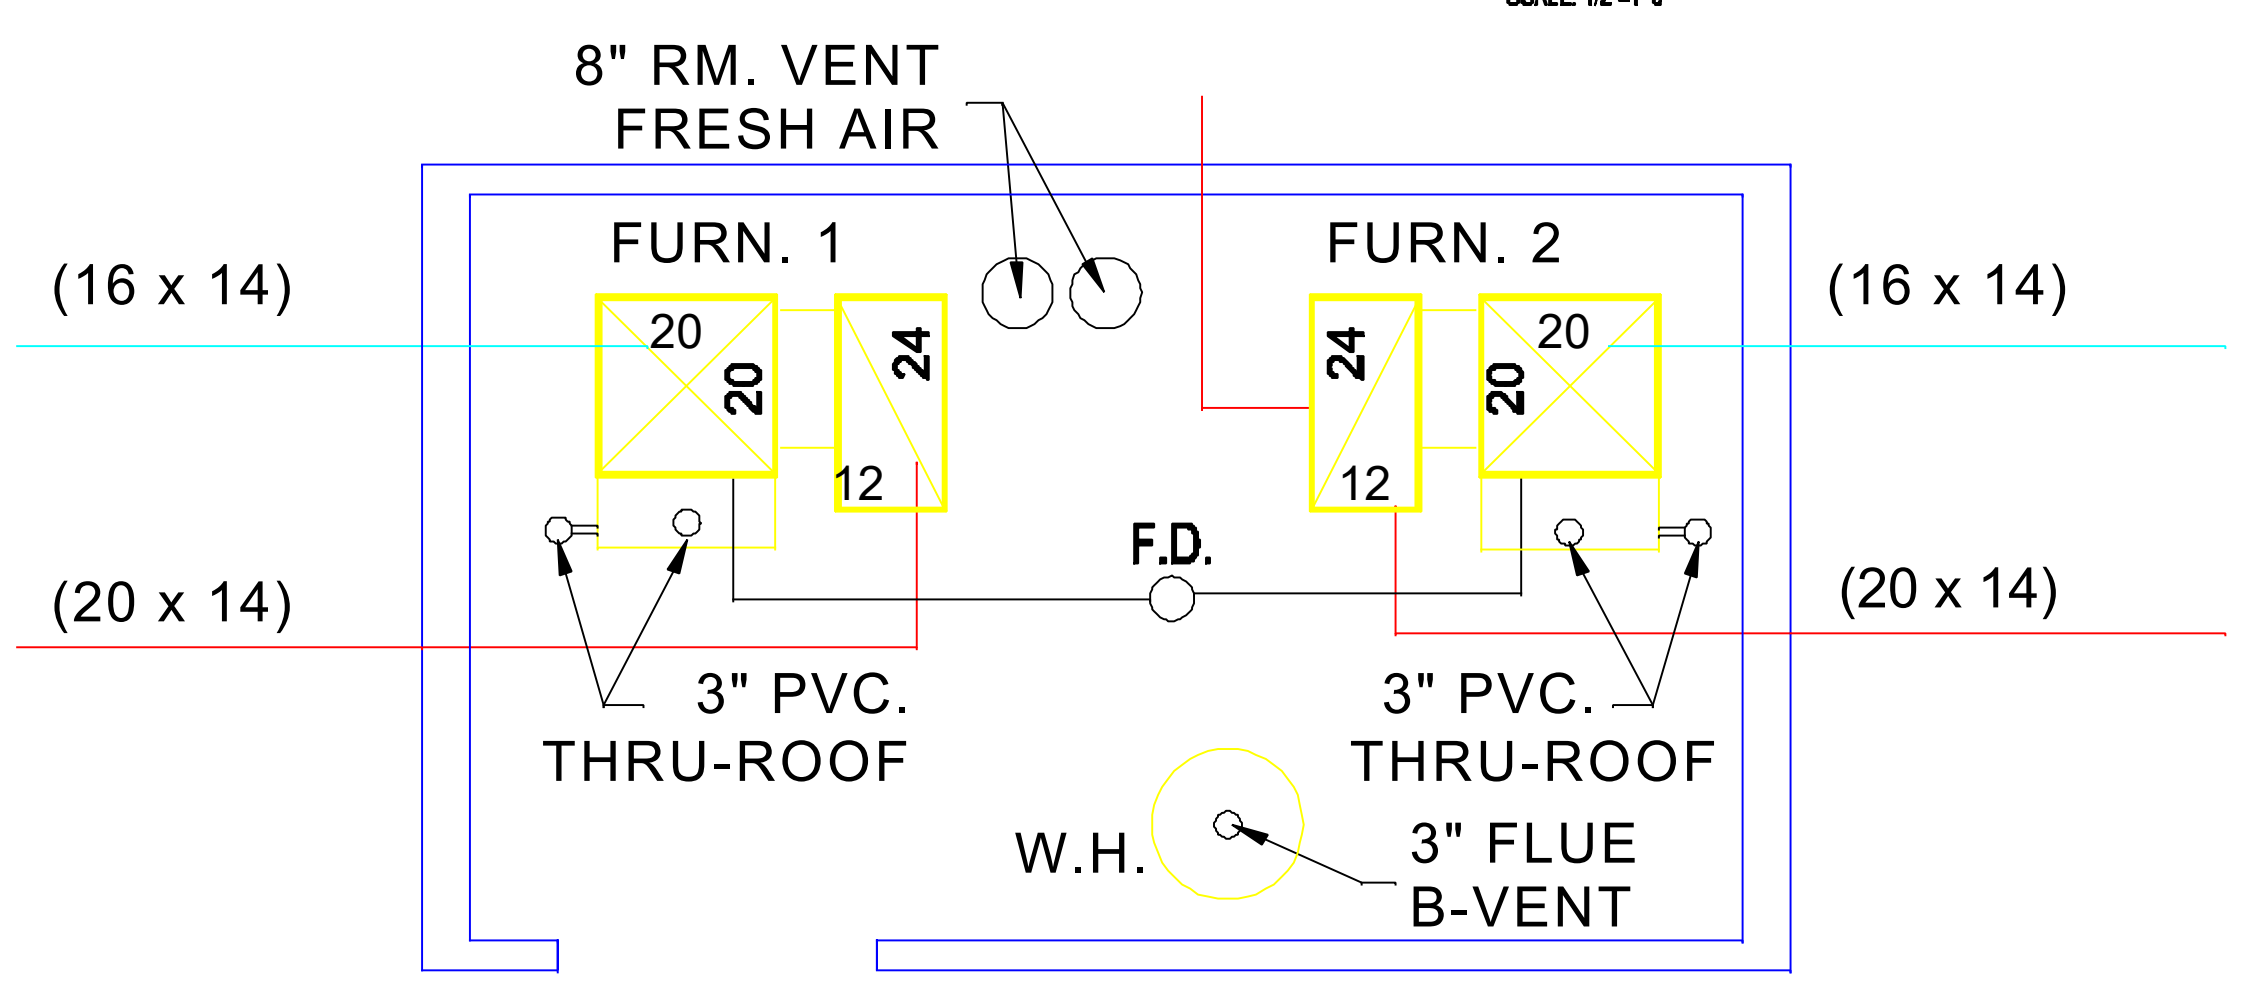 8" RM. VENT
FRESH AIR
FURN. 1
FURN. 2
(16 x 14)
(16 x 14)
20
20
24
12
24
12
20
20
F.D.
(20 x 14)
(20 x 14)
3" PVC.
THRU-ROOF
3" PVC.
THRU-ROOF
W.H.
3" FLUE
B-VENT